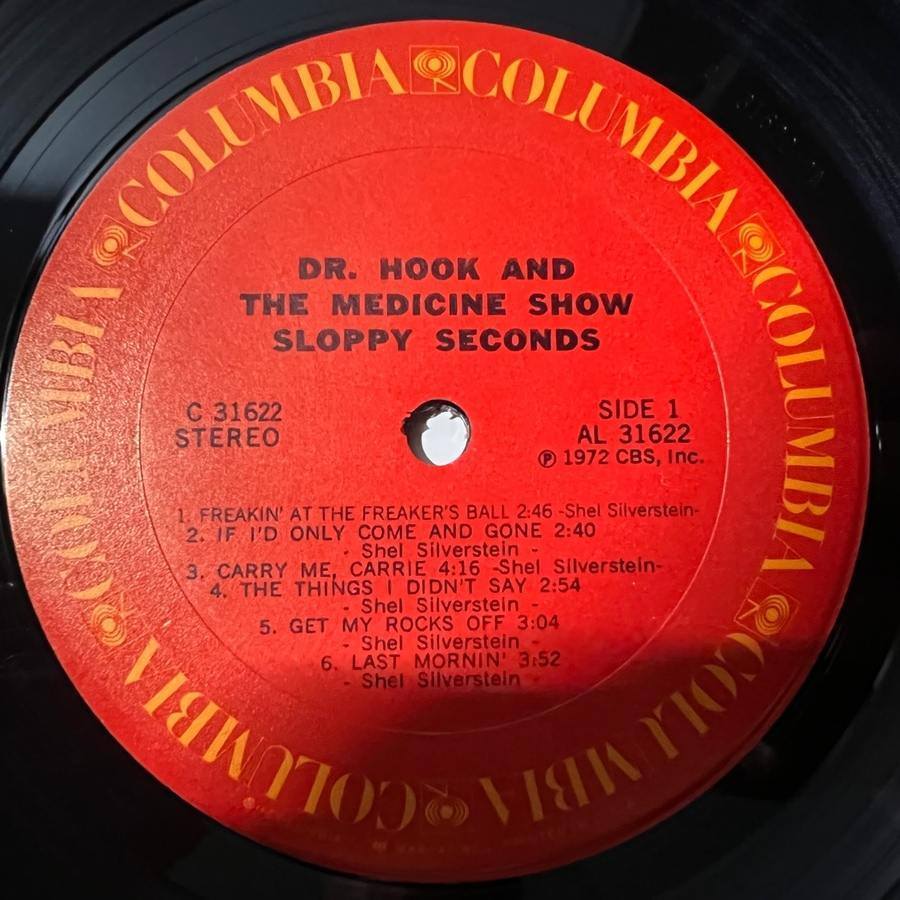 COLUMBIA COLUMBIA COLUMBIA COLUMBIA COLUMBIA COLUMBIA COLUMBIA
DR. HOOK AND
THE MEDICINE SHOW
SLOPPY SECONDS
C 31622
STEREO
SIDE 1
AL 31622
℗ 1972 CBS, Inc.
1. FREAKIN' AT THE FREAKER'S BALL 2:46 -Shel Silverstein-
2. IF I'D ONLY COME AND GONE 2:40
- Shel Silverstein -
3. CARRY ME, CARRIE 4:16 -Shel Silverstein-
4. THE THINGS I DIDN'T SAY 2:54
- Shel Silverstein -
5. GET MY ROCKS OFF 3:04
- Shel Silverstein -
6. LAST MORNIN' 3:52
- Shel Silverstein -